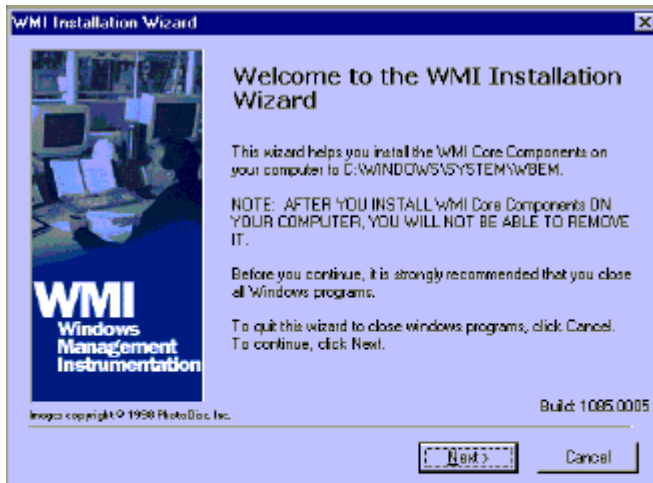 WMI Installation Wizard
Welcome to the WMI Installation
Wizard
This wizard helps you install the WMI Core Components on
your computer to C:\WINDOWS\SYSTEM\WBEM.
NOTE: AFTER YOU INSTALL WMI Core Components ON
YOUR COMPUTER, YOU WILL NOT BE ABLE TO REMOVE
IT.
Before you continue, it is strongly recommended that you close
all Windows programs.
To quit this wizard to close windows programs, click Cancel.
To continue, click Next.
WMI
Windows
Management
Instrumentation
Images copyright © 1998 PhotoDisc, Inc.
Build: 1085.0005
Next >
Cancel